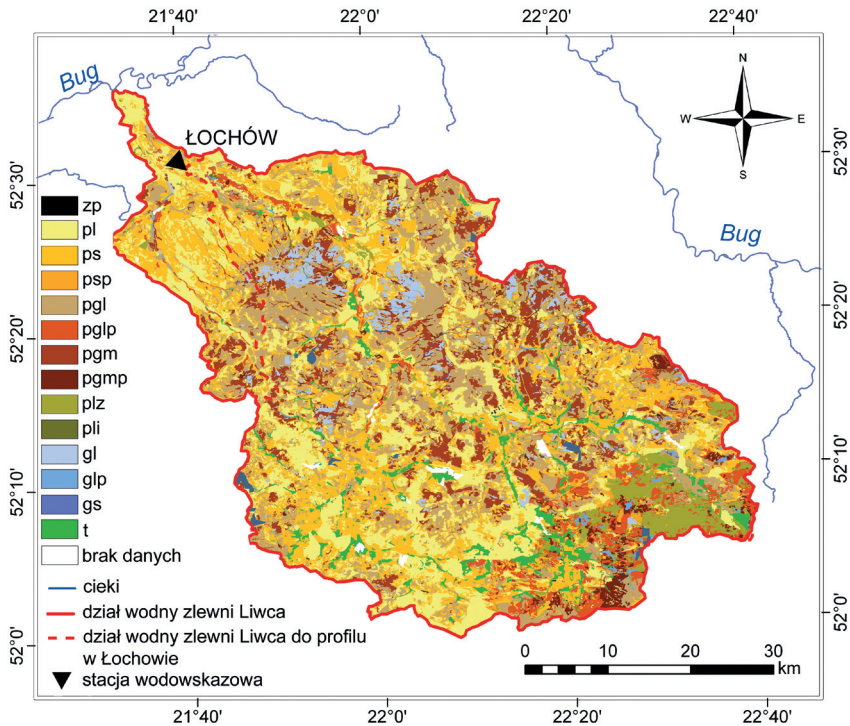 21°40' 22°0' 22°20' 22°40'
Bug
N
W E
S
ŁOCHÓW
52°30' 52°30'
Bug
52°20' 52°20'
52°10' 52°10'
52°0' 52°0'
zp
pl
ps
psp
pgl
pglp
pgm
pgmp
plz
pli
gl
glp
gs
t
brak danych
cieki
dział wodny zlewni Liwca
dział wodny zlewni Liwca do profilu
w Łochowie
stacja wodowskazowa
0 10 20 30
km
21°40' 22°0' 22°20' 22°40'